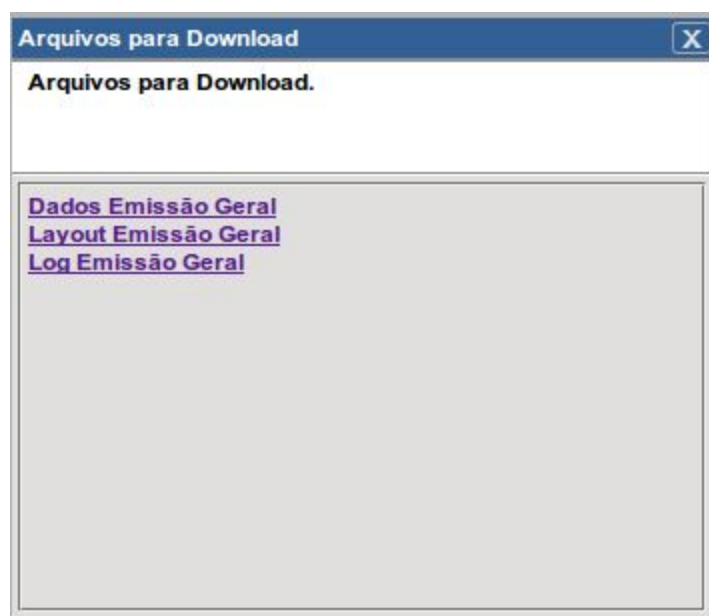 Arquivos para Download X
Arquivos para Download.
Dados Emissão Geral
Layout Emissão Geral
Log Emissão Geral